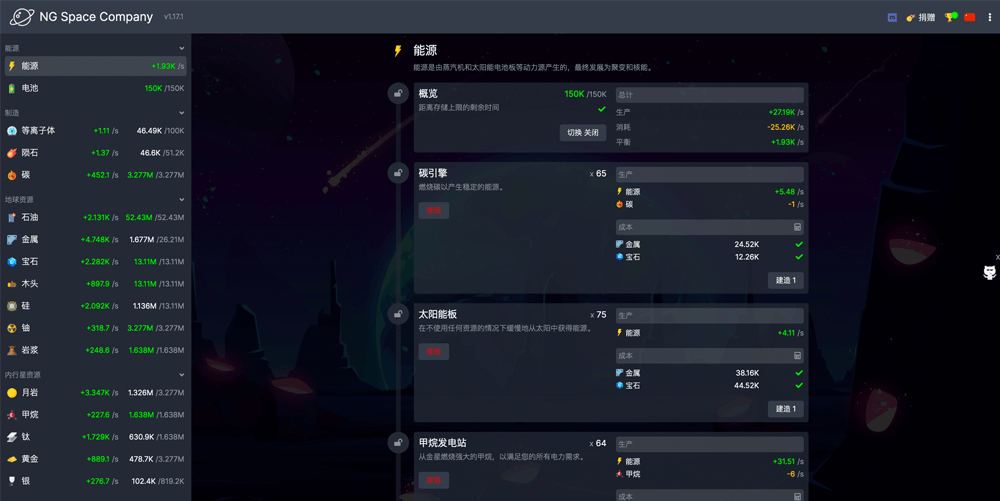 NG Space Company v1.17.1
捐赠
能源
能源 +1.93K /s
电池 150K /150K
制造
等离子体 +1.11 /s 46.49K /100K
陨石 +1.37 /s 46.6K /51.2K
碳 +452.1 /s 3.277M /3.277M
地球资源
石油 +2.131K /s 52.43M /52.43M
金属 +4.748K /s 1.677M /26.21M
宝石 +2.282K /s 13.11M /13.11M
木头 +897.9 /s 13.11M /13.11M
硅 +2.092K /s 1.136M /13.11M
铀 +318.7 /s 3.277M /3.277M
岩浆 +248.6 /s 1.638M /1.638M
内行星资源
月岩 +3.347K /s 1.326M /3.277M
甲烷 +227.6 /s 1.638M /1.638M
钛 +1.729K /s 630.9K /1.638M
黄金 +889.1 /s 478.7K /3.277M
银 +276.7 /s 102.4K /819.2K
能源
能源是由蒸汽机和太阳能电池板等动力源产生的，最终发展为聚变和核能。
概览 150K /150K
距离存储上限的剩余时间
切换 关闭
总计
生产 +27.19K /s
消耗 -25.26K /s
平衡 +1.93K /s
碳引擎 x 65
燃烧碳以产生稳定的能源。
生产
能源 +5.48 /s
碳 -1 /s
成本
金属 24.52K
宝石 12.26K
建造 1
太阳能板 x 75
在不使用任何资源的情况下缓慢地从太阳中获得能源。
生产
能源 +4.11 /s
成本
金属 38.16K
宝石 44.52K
建造 1
甲烷发电站 x 64
从金星燃烧强大的甲烷，以满足您的所有电力需求。
生产
能源 +31.51 /s
甲烷 -6 /s
成本
x